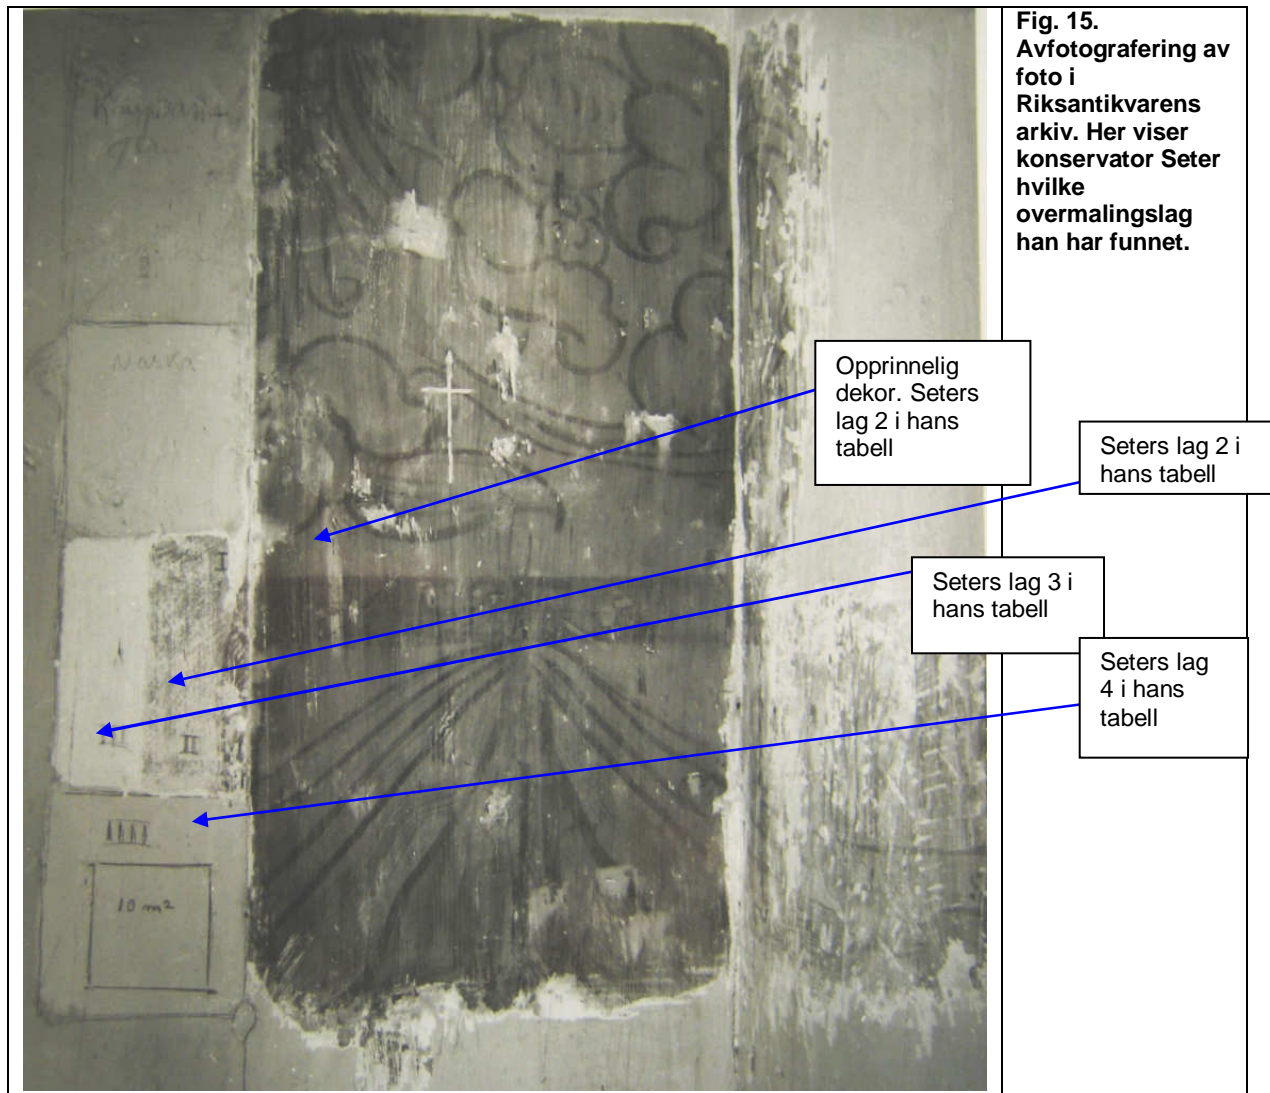 Fig. 15.
Avfotografering av
foto i
Riksantikvarens
arkiv. Her viser
konservator Seter
hvilke
overmalingslag
han har funnet.
Opprinnelig
dekor. Seters
lag 2 i hans
tabell
Seters lag 2 i
hans tabell
Seters lag 3 i
hans tabell
Seters lag
4 i hans
tabell
I
II
III
IIII
10 m2